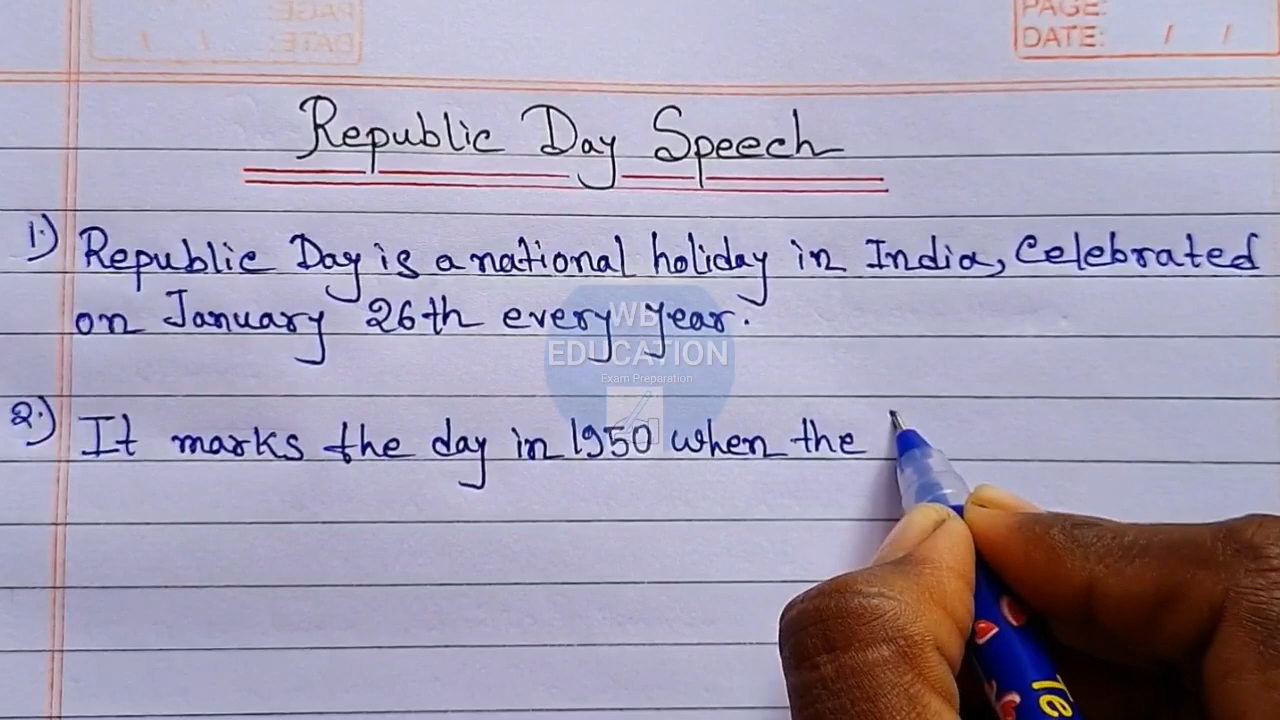 PAGE:
DATE: / /
Republic Day Speech
1.) Republic Day is a national holiday in India, Celebrated
on January 26th every year.
WB
EDUCATION
Exam Preparation
2.) It marks the day in 1950 when the
Te